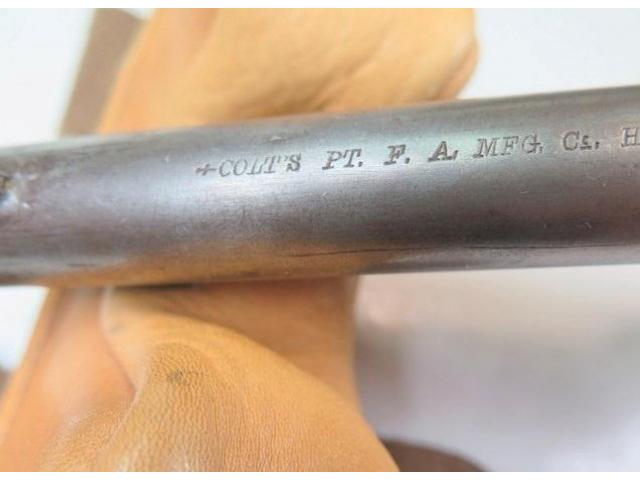 +COLT'S PT. F. A. MFG. Co. H